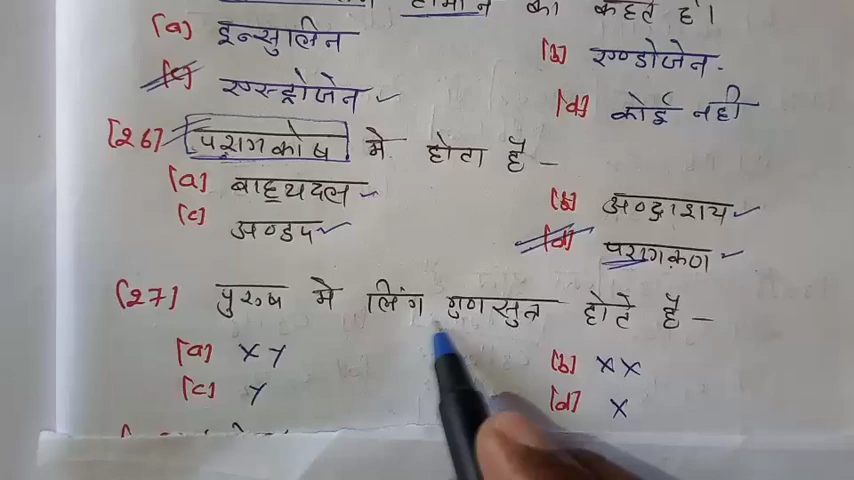 हार्मोन को कहते हैं।
[a] इन्सुलिन
[b] एण्डोजेन.
[c] एस्ट्रोजेन ✓
[d] कोई नही
[26] परागकोष मे होता है –
[a] बाह्यदल ✓
[b] अण्डाशय ✓
[c] अण्डप ✓
[d] परागकण ✓
[27] पुरुष मे लिंग गुणसुत्र होते है –
[a] XY
[b] XX
[c] Y
[d] X